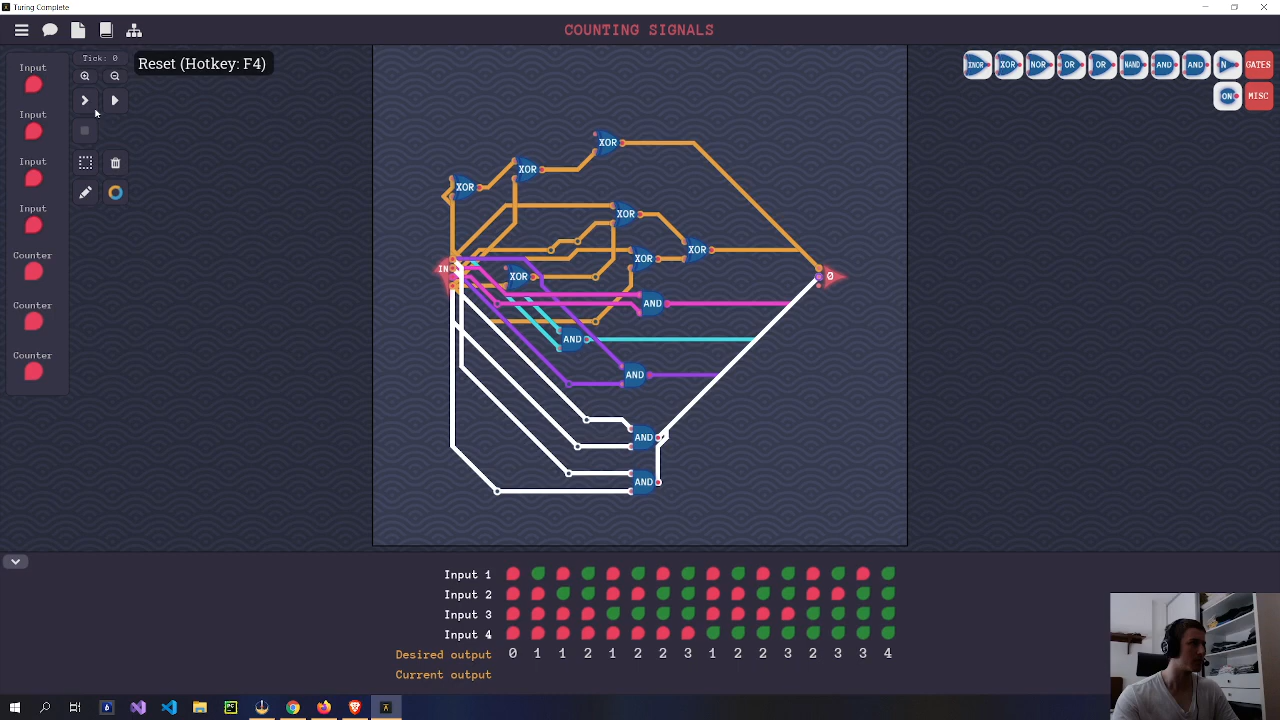 Turing Complete
COUNTING SIGNALS
Tick: 0
Reset (Hotkey: F4)
Input
Input
Input
Input
Counter
Counter
Counter
XNOR XOR NOR OR OR NAND AND AND N GATES
ON MISC
XOR
XOR
XOR
XOR
XOR
XOR
XOR
IN
0
AND
AND
AND
AND
AND
Input 1
Input 2
Input 3
Input 4
Desired output 0 1 1 2 1 2 2 3 1 2 2 3 2 3 3 4
Current output